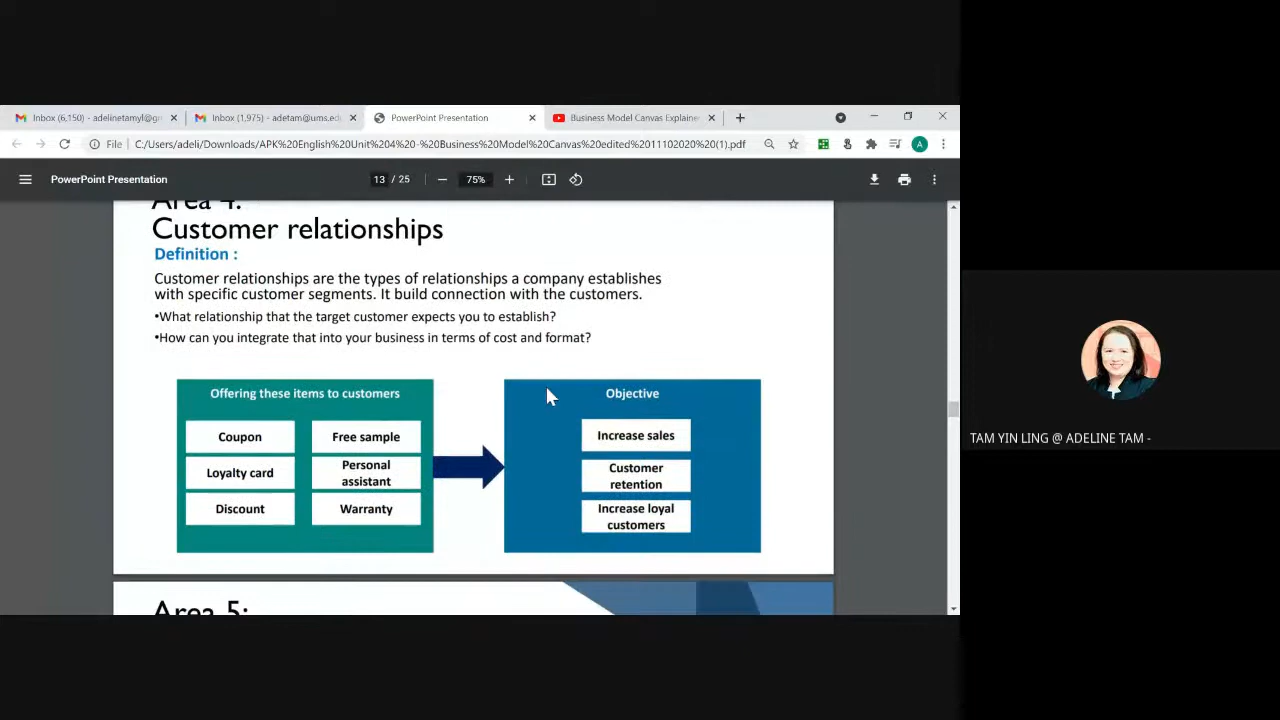 Inbox (6,150) - adelinetamyl@g
Inbox (1,975) - adetam@ums.ed
PowerPoint Presentation
Business Model Canvas Explaine
File
C:/Users/adeli/Downloads/APK%20English%20Unit%204%20-%20Business%20Model%20Canvas%20edited%2011102020%20(1).pdf
A
PowerPoint Presentation
13 / 25
75%
Area 4:
Customer relationships
Definition :
Customer relationships are the types of relationships a company establishes
with specific customer segments. It build connection with the customers.
•What relationship that the target customer expects you to establish?
•How can you integrate that into your business in terms of cost and format?
Offering these items to customers
Coupon
Free sample
Loyalty card
Personal
assistant
Discount
Warranty
Objective
Increase sales
Customer
retention
Increase loyal
customers
Area 5:
TAM YIN LING @ ADELINE TAM -